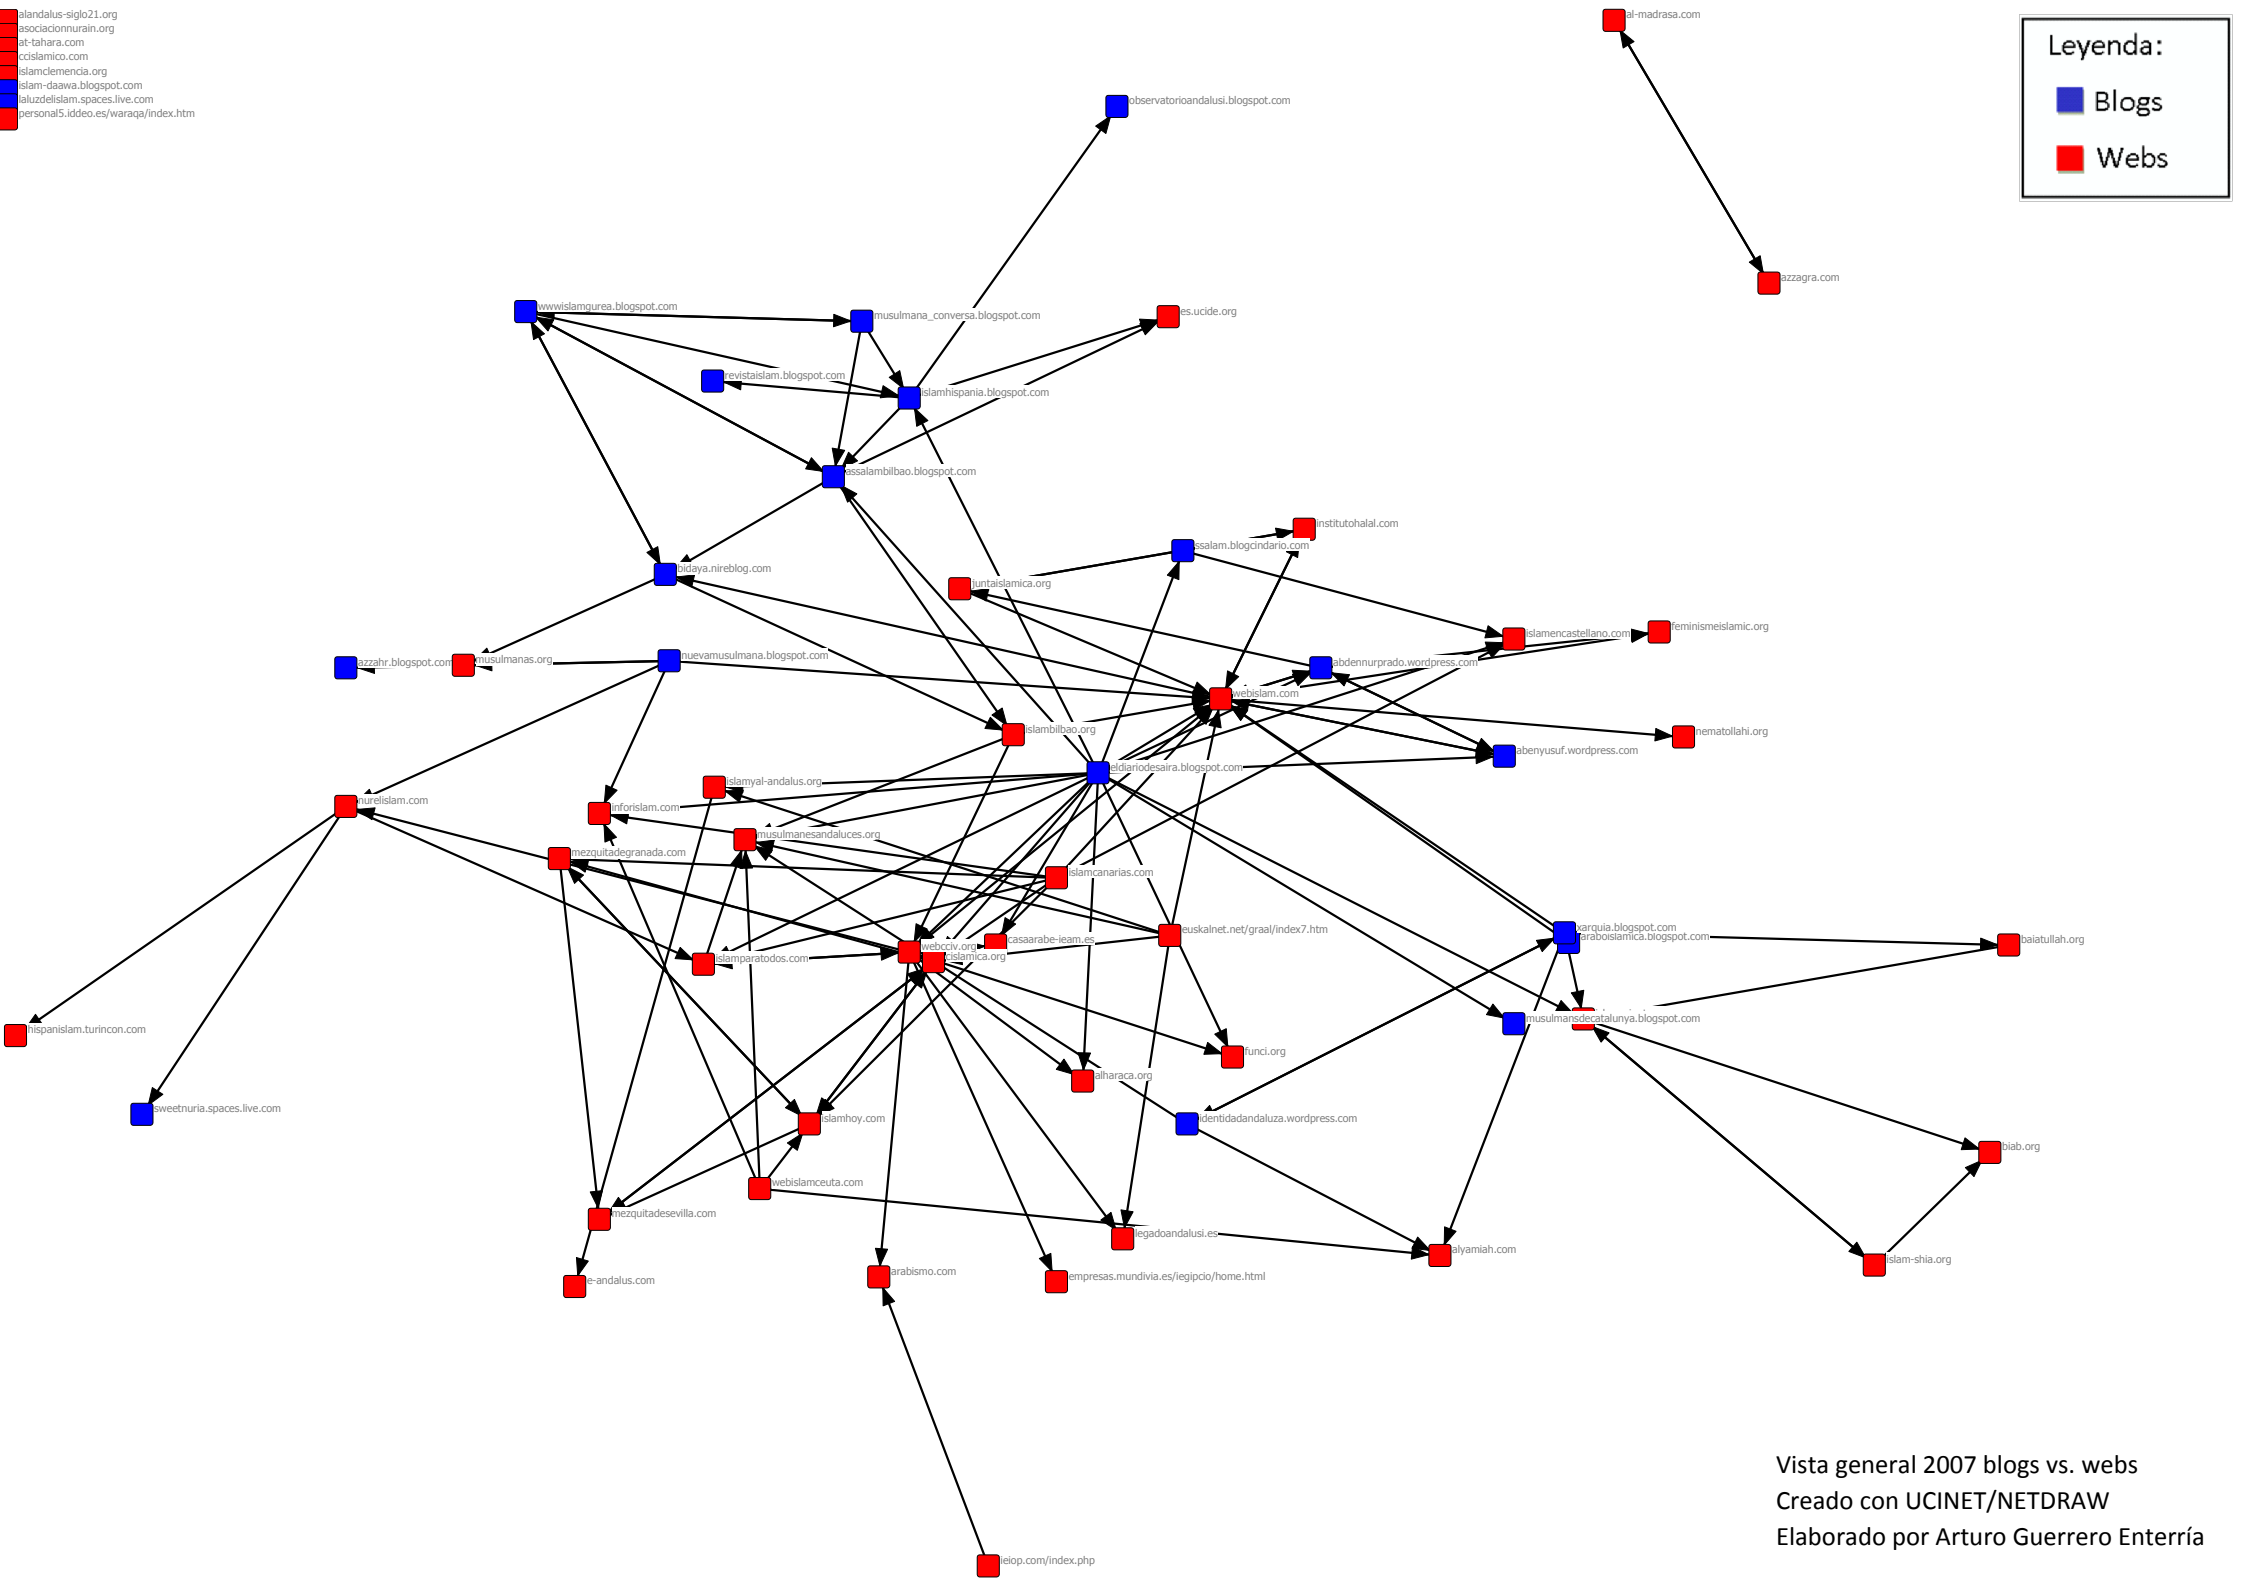 alandalus-siglo21.org
asociacionnurain.org
at-tahara.com
ccislamico.com
islamclemencia.org
islam-daawa.blogspot.com
laluzdelislam.spaces.live.com
personal5.iddeo.es/waraqa/index.htm
al-madrasa.com
Leyenda:
Blogs
Webs
observatorioandalusi.blogspot.com
azzagra.com
wwwislamgurea.blogspot.com
musulmana_conversa.blogspot.com
es.ucide.org
revistaislam.blogspot.com
islamhispania.blogspot.com
assalambilbao.blogspot.com
institutohalal.com
ssalam.blogcindario.com
bidaya.nireblog.com
juntaislamica.org
islamencastellano.com
feminismeislamic.org
azzahr.blogspot.com
musulmanas.org
nuevamusulmana.blogspot.com
abdennurprado.wordpress.com
webislam.com
islambilbao.org
nematollahi.org
abenyusuf.wordpress.com
eldiariodesaira.blogspot.com
islamyal-andalus.org
nurelislam.com
inforislam.com
musulmanesandaluces.org
mezquitadegranada.com
islamcanarias.com
euskalnet.net/graal/index7.htm
xarquia.blogspot.com
araboislamica.blogspot.com
baiatullah.org
webcciv.org
casaarabe-ieam.es
islamparatodos.com
cislamica.org
hispanislam.turincon.com
musulmansdecatalunya.blogspot.com
funci.org
alharaca.org
sweetnuria.spaces.live.com
islamhoy.com
identidadandaluza.wordpress.com
biab.org
webislamceuta.com
mezquitadesevilla.com
legadoandalusi.es
alyamiah.com
islam-shia.org
e-andalus.com
arabismo.com
empresas.mundivia.es/iegipcio/home.html
Vista general 2007 blogs vs. webs
Creado con UCINET/NETDRAW
Elaborado por Arturo Guerrero Enterría
ieiop.com/index.php